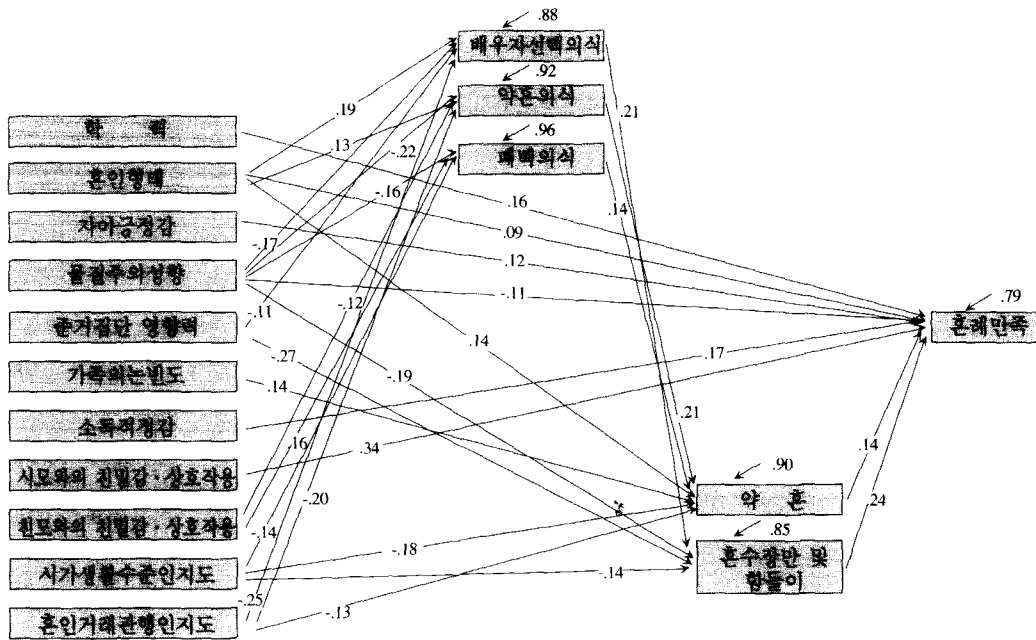 .88
배우자선택의식
.92
약혼의식
.96
폐백의식
학 력
혼인형태
자아긍정감
물질주의성향
준거집단 영향력
가족의논빈도
소득적정감
시모와의 친밀감·상호작용
친모와의 친밀감·상호작용
시가생활수준인지도
혼인거래관행인지도
.19
.13
-.22
-.16
-.17
-.11
-.12
-.27
.14
.16
-.20
-.14
-.25
.21
.14
.16
.09
.12
-.11
.14
.17
-.19
.34
.21
-.18
-.14
-.13
.79
혼례만족
.14
.24
.90
약 혼
.85
혼수장만 및
함들이